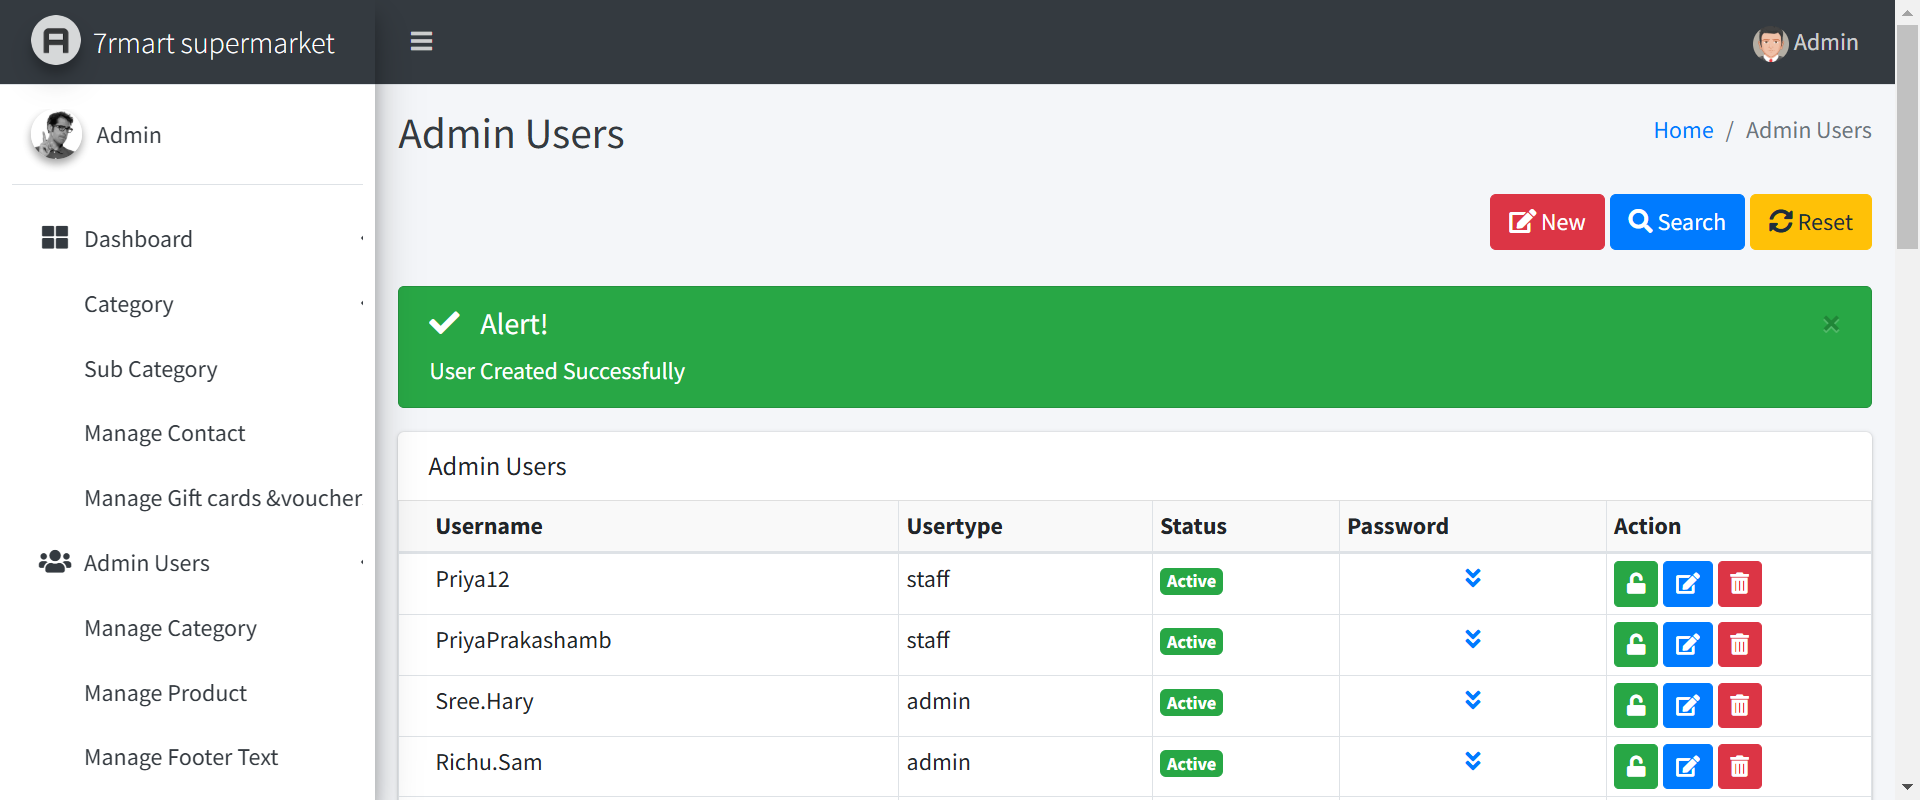 7rmart supermarket
Admin
Admin
Admin Users
Home / Admin Users
New Search Reset
Dashboard
Category
Sub Category
Manage Contact
Manage Gift cards &voucher
Admin Users
Manage Category
Manage Product
Manage Footer Text
Alert!
×
User Created Successfully
Admin Users
Username Usertype Status Password Action
Priya12 staff Active
PriyaPrakashamb staff Active
Sree.Hary admin Active
Richu.Sam admin Active